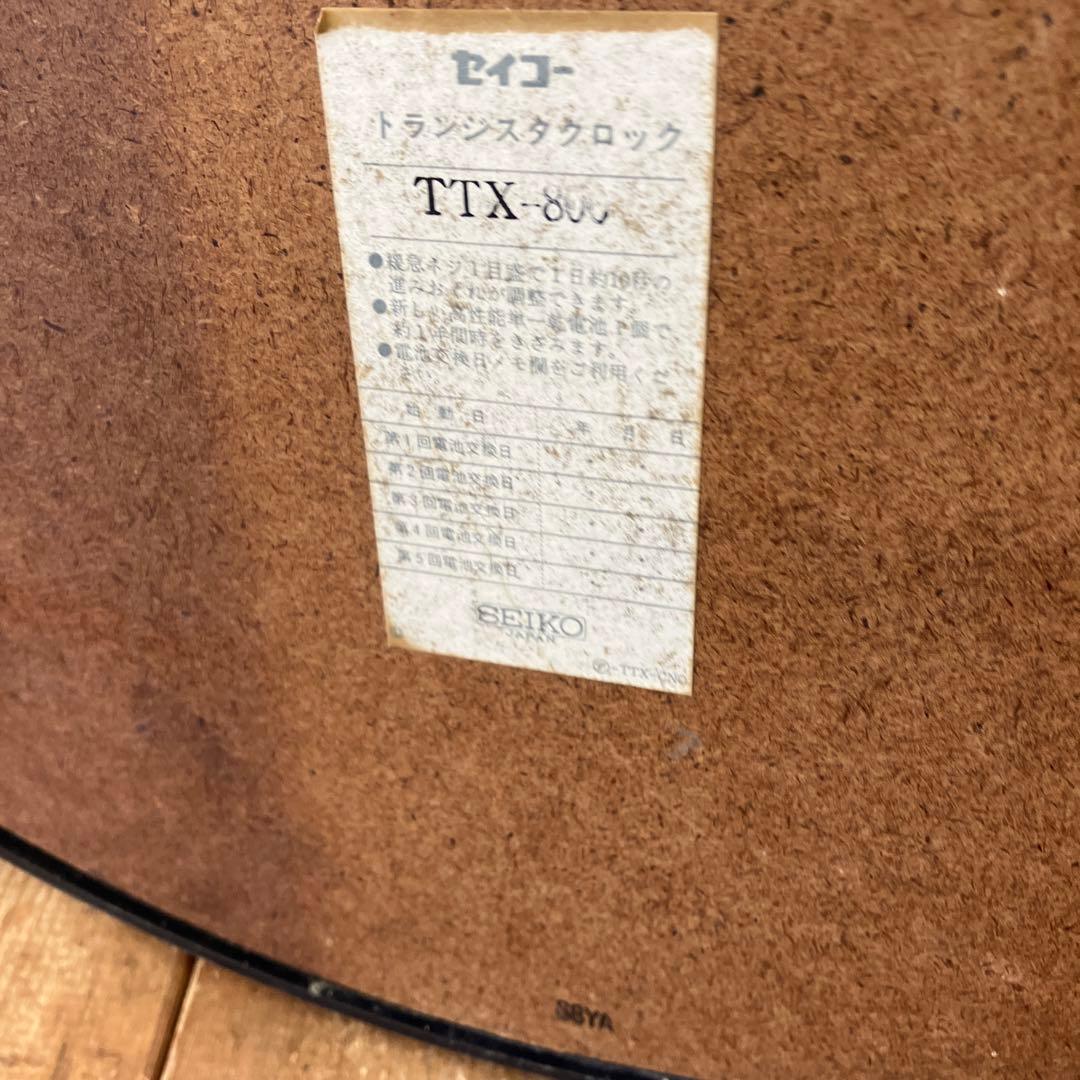 セイコー
トランジスタクロック
TTX-800
●緩急ネジ1目盛で1日約10秒の
進みおくれが調整できます。
●新しい高性能単一乾電池1個で
約1年間時をきざみます。
●電池交換日メモ欄をご利用くだ
さい。
始動日 年 月 日
第1回電池交換日
第2回電池交換日
第3回電池交換日
第4回電池交換日
第5回電池交換日
SEIKO
JAPAN